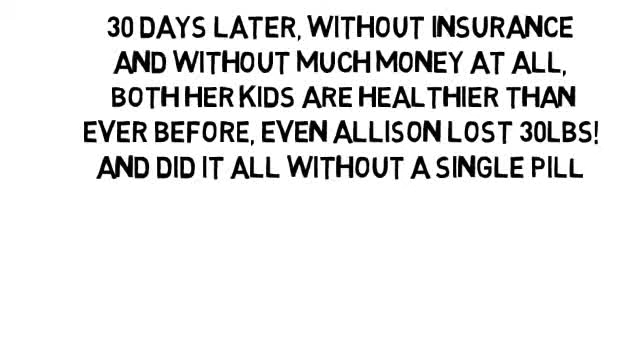 30 DAYS LATER, WITHOUT INSURANCE
AND WITHOUT MUCH MONEY AT ALL,
BOTH HER KIDS ARE HEALTHIER THAN
EVER BEFORE, EVEN ALLISON LOST 30LBS!
AND DID IT ALL WITHOUT A SINGLE PILL